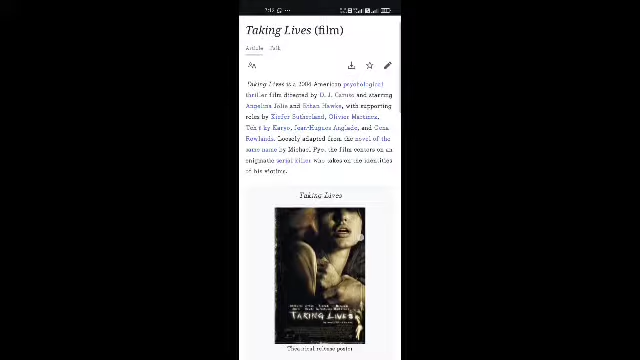 Taking Lives (film)
Article Talk
Taking Lives is a 2004 American psychological
thriller film directed by D. J. Caruso and starring
Angelina Jolie and Ethan Hawke, with supporting
roles by Kiefer Sutherland, Olivier Martinez,
Tchéky Karyo, Jean-Hugues Anglade, and Gena
Rowlands. Loosely adapted from the novel of the
same name by Michael Pye, the film centers on an
enigmatic serial killer who takes on the identities
of his victims.
Taking Lives
TAKING LIVES
Theatrical release poster